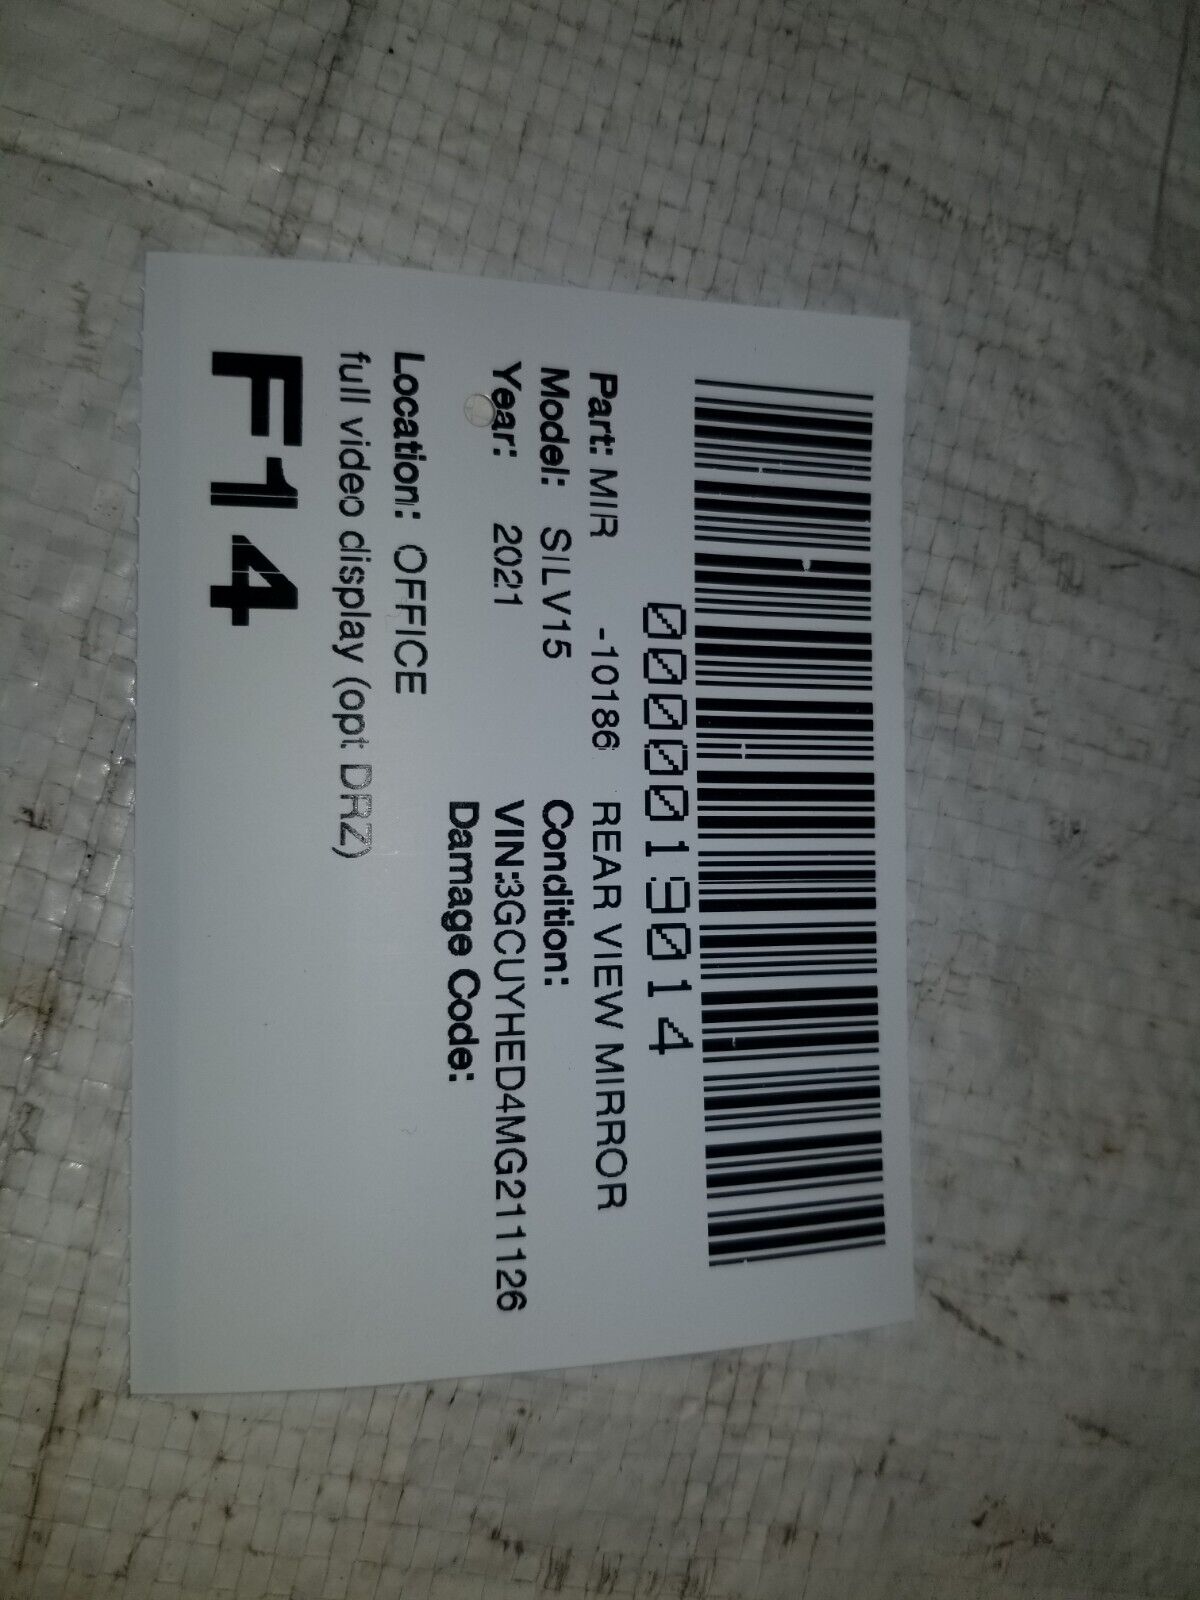 0000019014
Part: MIR -10186 REAR VIEW MIRROR
Model: SILV15 Condition:
Year: 2021 VIN:3GCUYHED4MG211126
Damage Code:
Location: OFFICE
full video display (opt DRZ)
F14